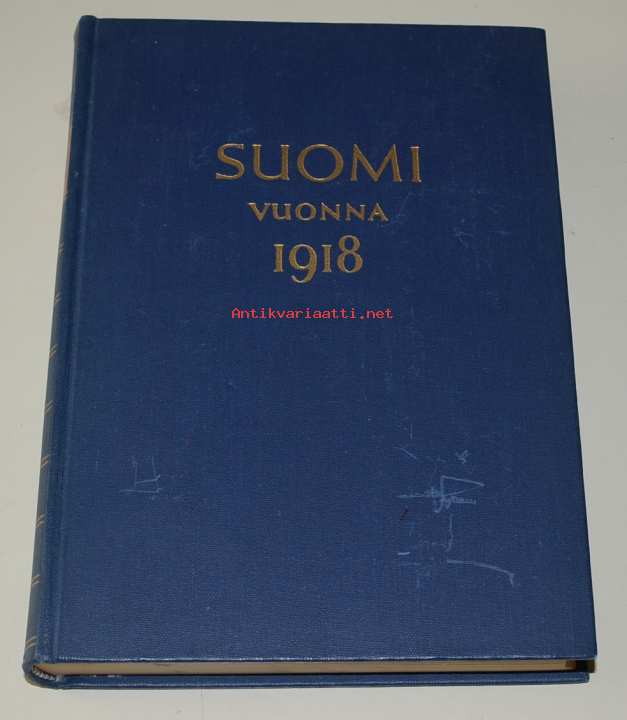 SUOMI
VUONNA
1918
Antikvariaatti.net